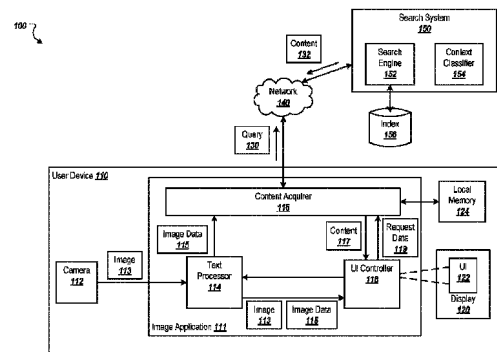 100
Search System
150
Search
Engine
152
Context
Classifier
154
Index
156
Content
132
Network
140
Query
130
User Device 110
Content Acquirer
116
Local
Memory
124
Image Data
115
Content
117
Request
Data
119
Camera
112
Image
113
Text
Processor
114
UI Controller
118
UI
122
Display
120
Image
113
Image Data
115
Image Application 111